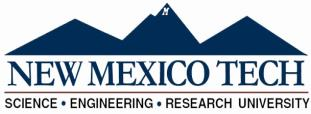 M
NEW MEXICO TECH
SCIENCE • ENGINEERING • RESEARCH UNIVERSITY